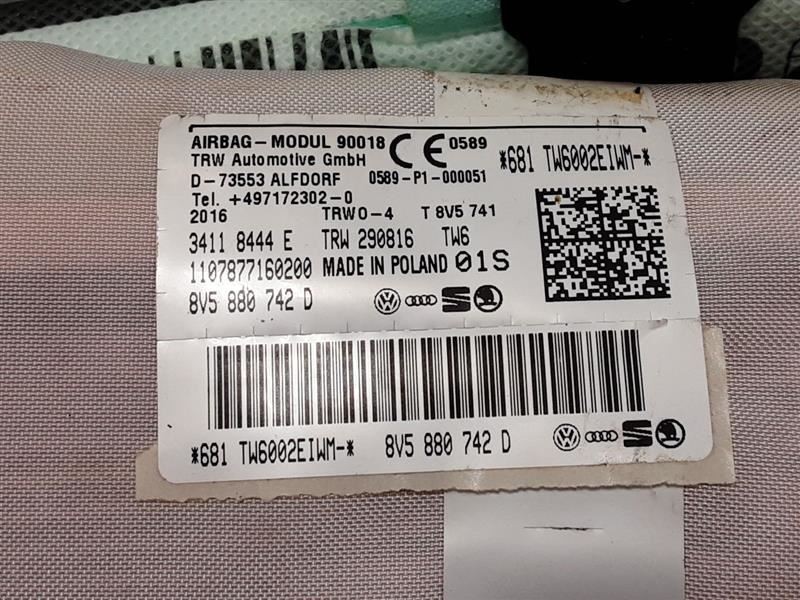 AIRBAG-MODUL 90018 CE 0589
TRW Automotive GmbH
D-73553 ALFDORF 0589-P1-000051
Tel. +497172302-0
2016 TRWO-4 T 8V5 741
3411 8444 E TRW 290816 TW6
1107877160200 MADE IN POLAND 01S
8V5 880 742 D
*681 TW6002EIWM-*
*681 TW6002EIWM-* 8V5 880 742 D